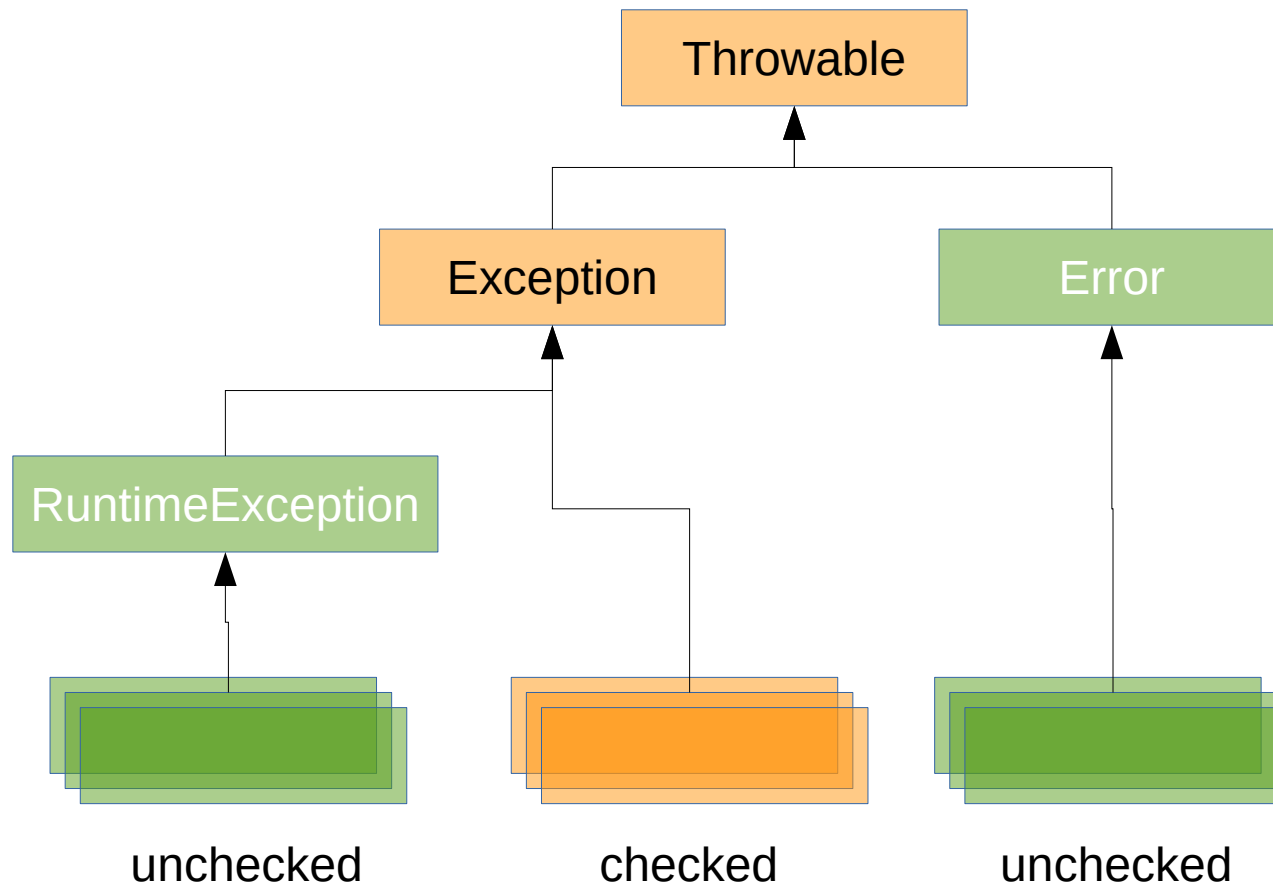 Throwable
Exception
Error
RuntimeException
unchecked
checked
unchecked